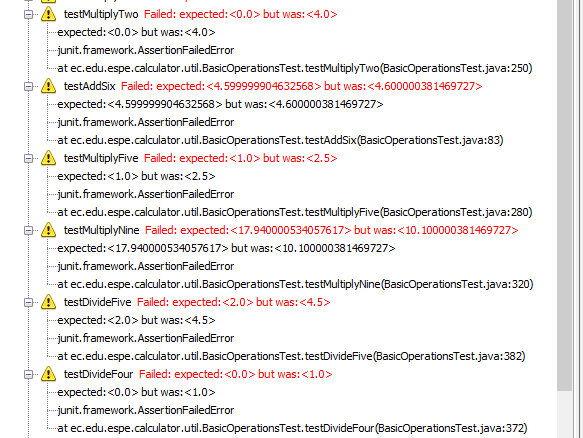 testMultiplyTwo Failed: expected:<0.0> but was:<4.0>
expected:<0.0> but was:<4.0>
junit.framework.AssertionFailedError
at ec.edu.espe.calculator.util.BasicOperationsTest.testMultiplyTwo(BasicOperationsTest.java:250)
testAddSix Failed: expected:<4.599999904632568> but was:<4.600000381469727>
expected:<4.599999904632568> but was:<4.600000381469727>
junit.framework.AssertionFailedError
at ec.edu.espe.calculator.util.BasicOperationsTest.testAddSix(BasicOperationsTest.java:83)
testMultiplyFive Failed: expected:<1.0> but was:<2.5>
expected:<1.0> but was:<2.5>
junit.framework.AssertionFailedError
at ec.edu.espe.calculator.util.BasicOperationsTest.testMultiplyFive(BasicOperationsTest.java:280)
testMultiplyNine Failed: expected:<17.940000534057617> but was:<10.100000381469727>
expected:<17.940000534057617> but was:<10.100000381469727>
junit.framework.AssertionFailedError
at ec.edu.espe.calculator.util.BasicOperationsTest.testMultiplyNine(BasicOperationsTest.java:320)
testDivideFive Failed: expected:<2.0> but was:<4.5>
expected:<2.0> but was:<4.5>
junit.framework.AssertionFailedError
at ec.edu.espe.calculator.util.BasicOperationsTest.testDivideFive(BasicOperationsTest.java:382)
testDivideFour Failed: expected:<0.0> but was:<1.0>
expected:<0.0> but was:<1.0>
junit.framework.AssertionFailedError
at ec.edu.espe.calculator.util.BasicOperationsTest.testDivideFour(BasicOperationsTest.java:372)